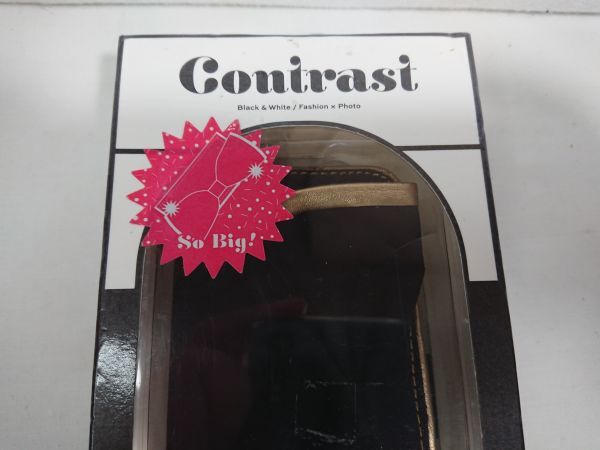 Contrast
Black & White / Fashion × Photo
So Big!